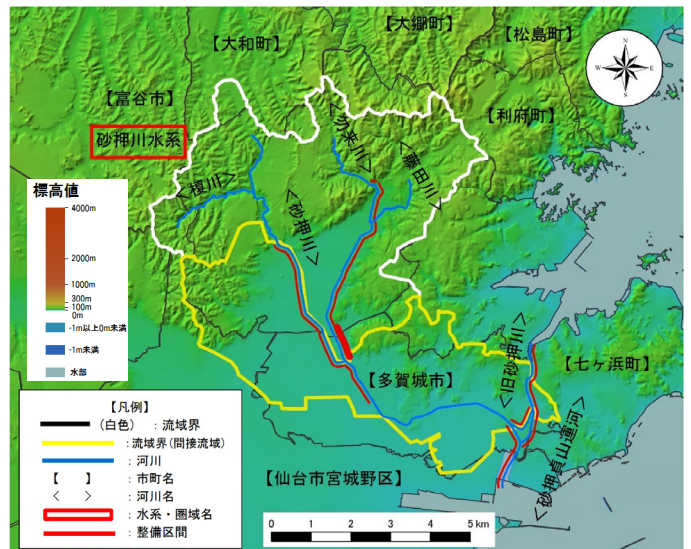 【大和町】
【大郷町】
【松島町】
【富谷市】
【利府町】
砂押川水系
<勿来川>
<藤田川>
<榎川>
<砂押川>
N
W E
S
標高値
4000m
2000m
1000m
300m
100m
0m
-1m以上0m未満
-1m未満
水部
【多賀城市】
<旧砂押川>
【七ヶ浜町】
<砂押貞山運河>
【仙台市宮城野区】
【凡例】
(白色) : 流域界
: 流域界(間接流域)
: 河川
【 】 : 市町名
< > : 河川名
: 水系・圏域名
: 整備区間
0 1 2 3 4 5 km